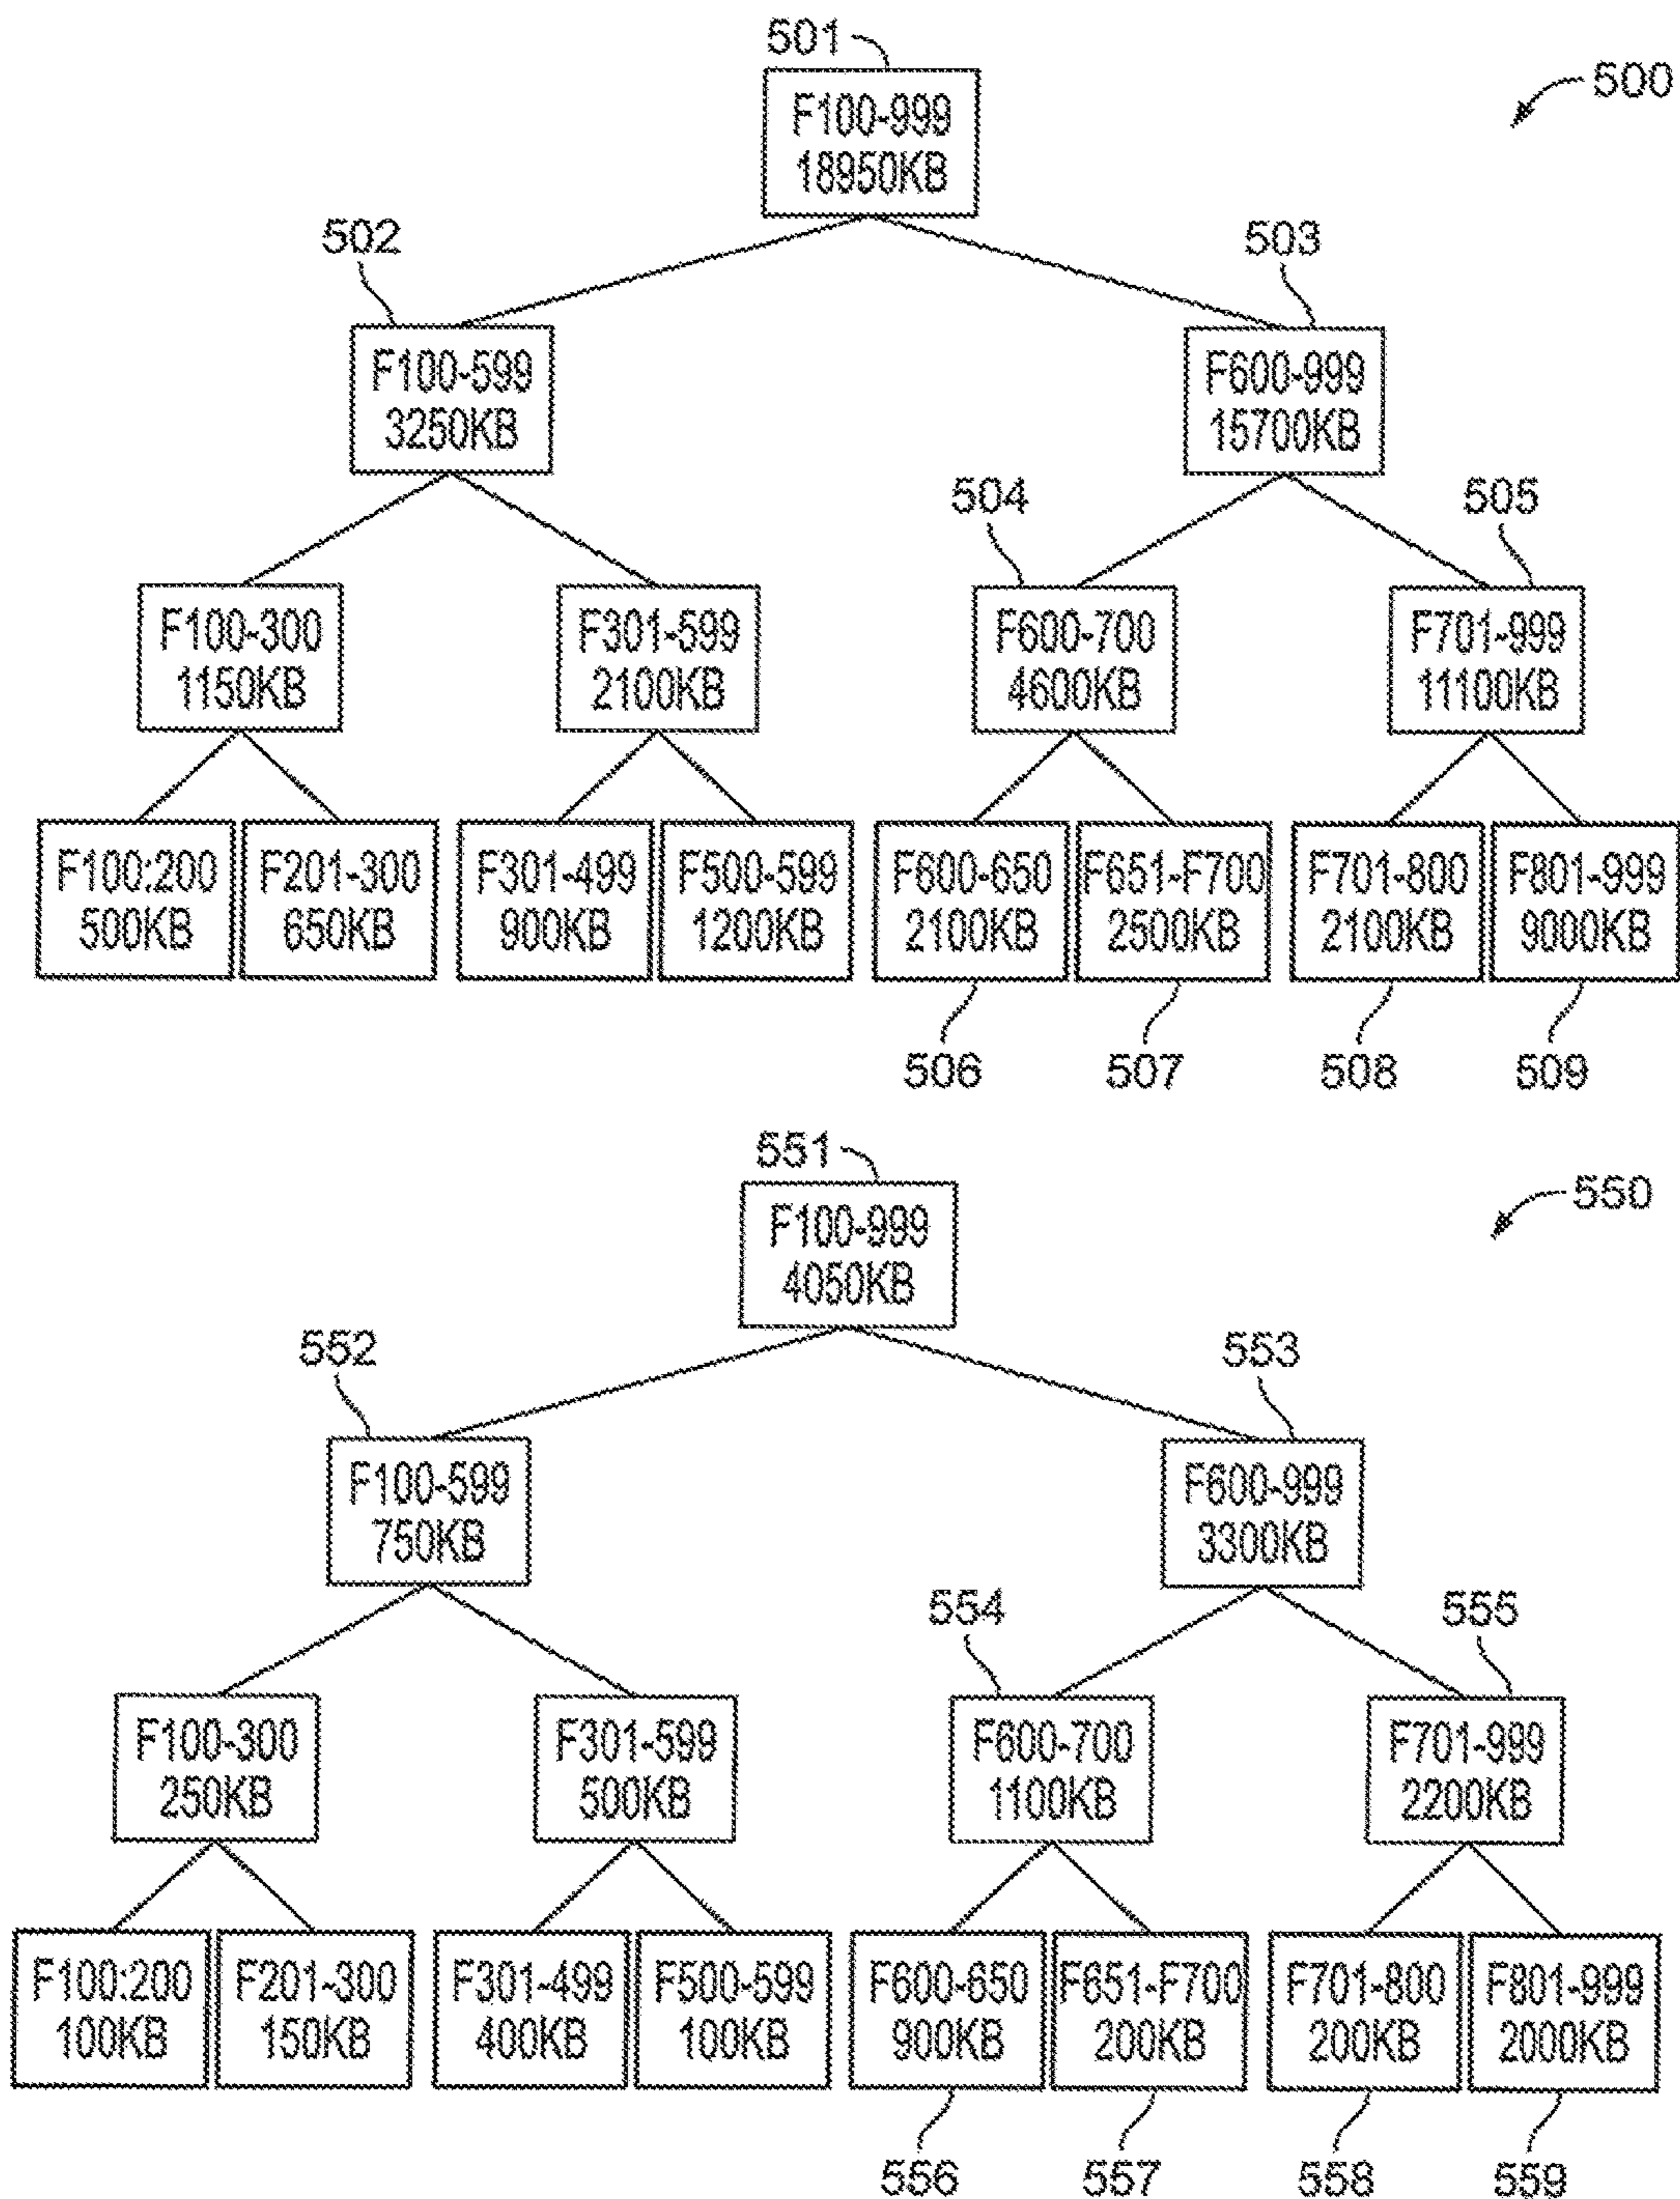 501
500
F100-999
18950KB
502
503
F100-599
3250KB
F600-999
15700KB
504
505
F100-300
1150KB
F301-599
2100KB
F600-700
4600KB
F701-999
11100KB
F100:200
500KB
F201-300
650KB
F301-499
900KB
F500-599
1200KB
F600-650
2100KB
F651-F700
2500KB
F701-800
2100KB
F801-999
9000KB
506
507
508
509
551
550
F100-999
4050KB
552
553
F100-599
750KB
F600-999
3300KB
554
555
F100-300
250KB
F301-599
500KB
F600-700
1100KB
F701-999
2200KB
F100:200
100KB
F201-300
150KB
F301-499
400KB
F500-599
100KB
F600-650
900KB
F651-F700
200KB
F701-800
200KB
F801-999
2000KB
556
557
558
559